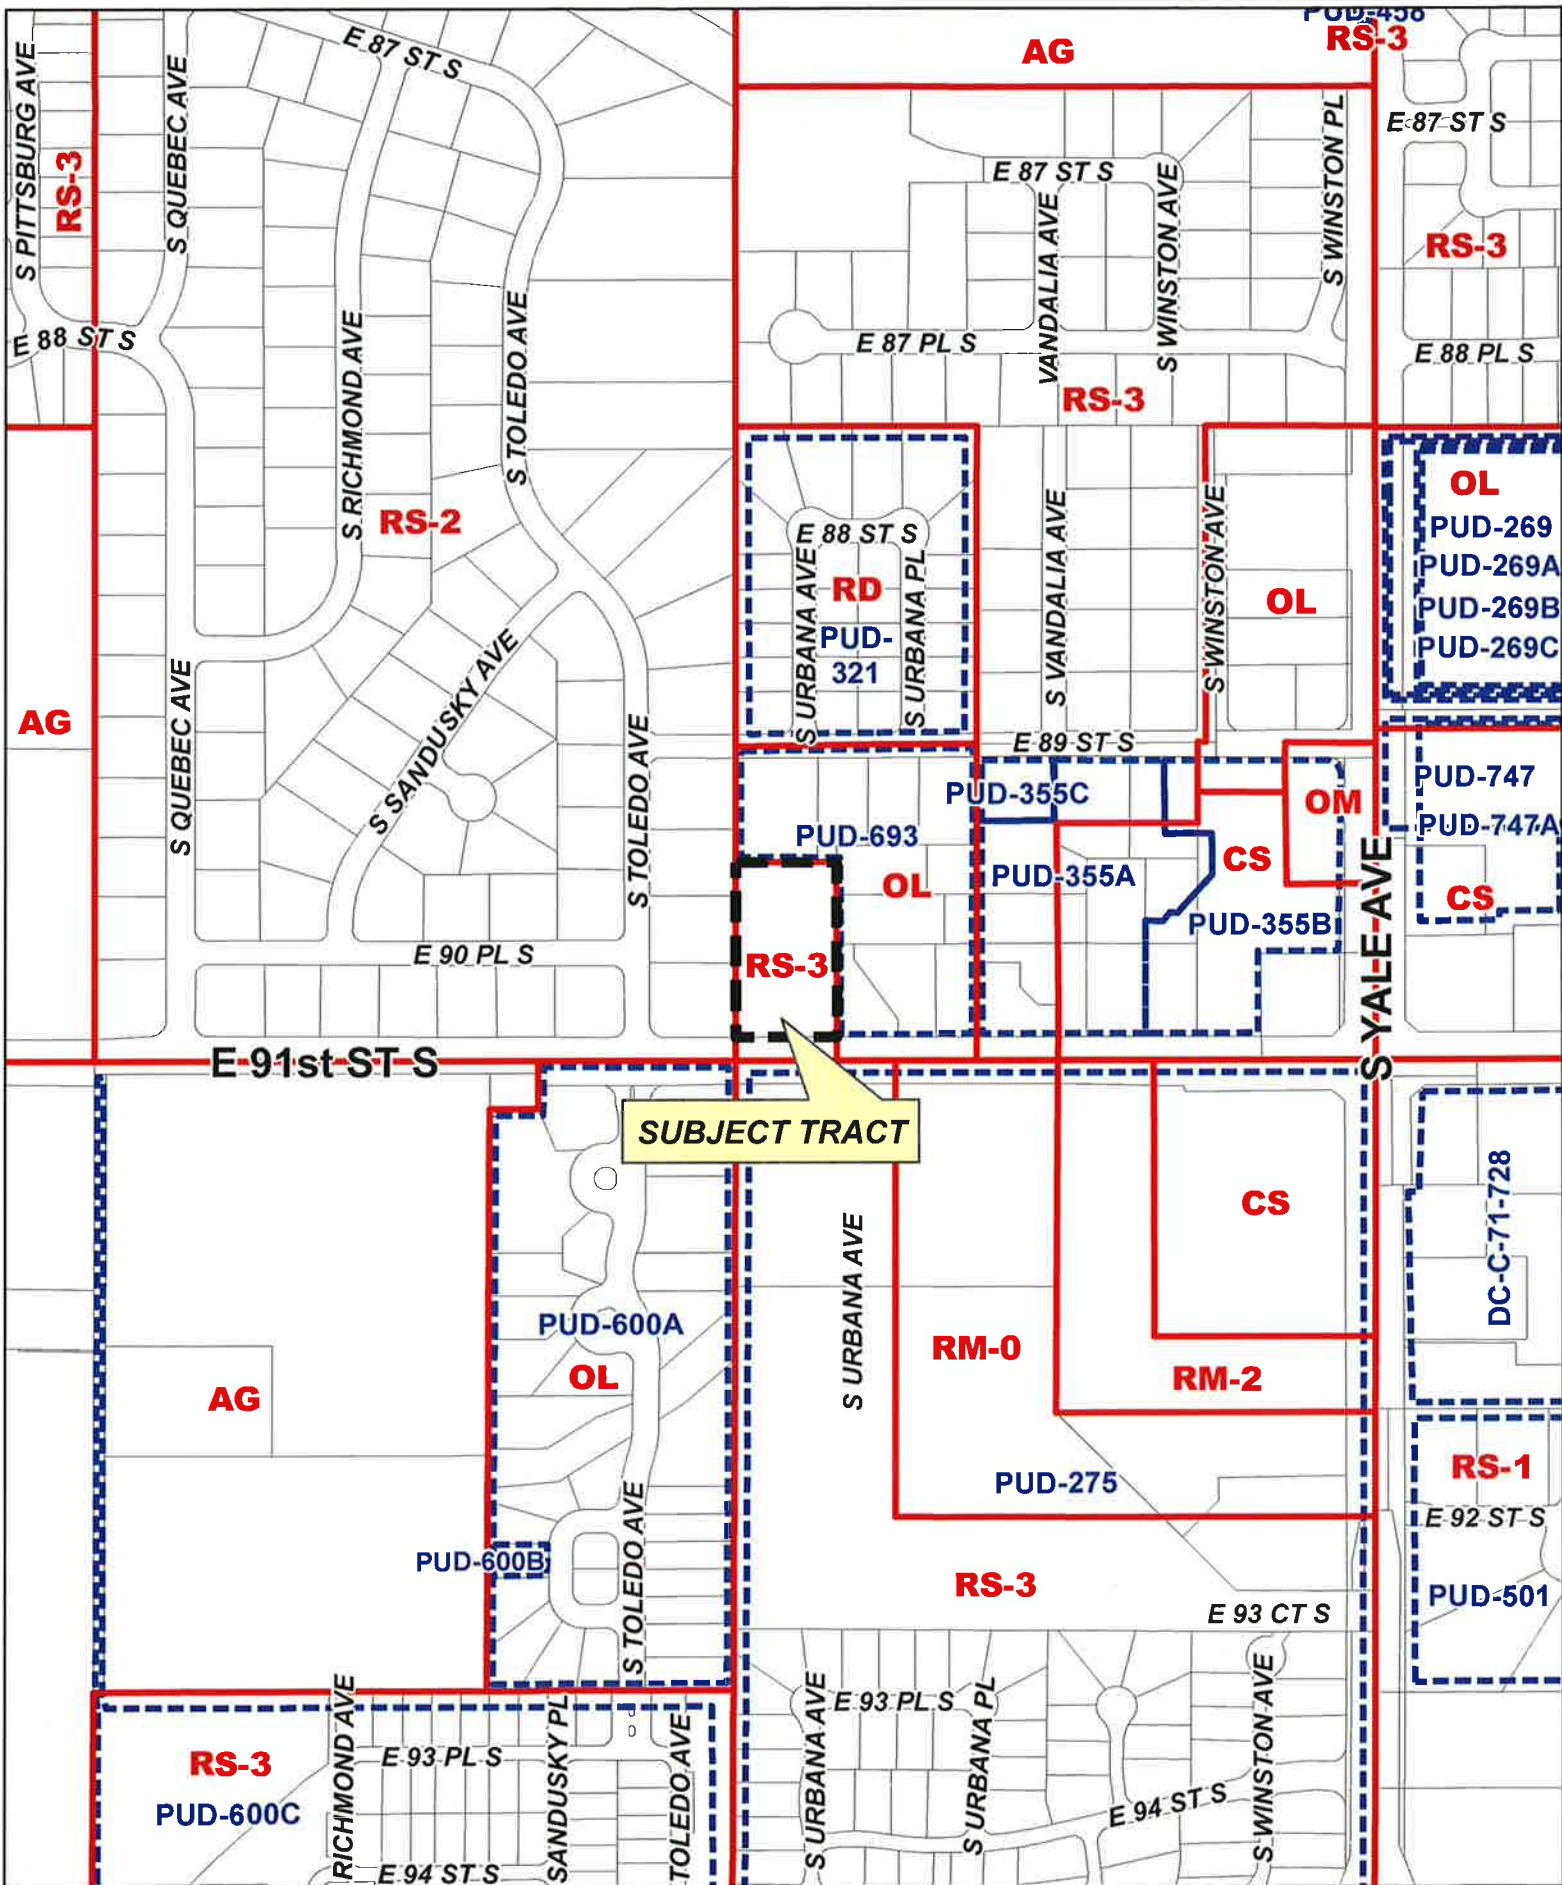 PUD-458
RS-3
AG
E 87 ST S
S PITTSBURG AVE
RS-3
S QUEBEC AVE
E 87 ST S
VANDALIA AVE
S WINSTON AVE
S WINSTON PL
E 87 ST S
RS-3
E 88 ST S
S RICHMOND AVE
S TOLEDO AVE
E 87 PL S
E 88 PL S
RS-3
RS-2
E 88 ST S
S URBANA AVE
RD
PUD-
321
S URBANA PL
S VANDALIA AVE
S WINSTON AVE
OL
OL
PUD-269
PUD-269A
PUD-269B
PUD-269C
AG
S QUEBEC AVE
S SANDUSKY AVE
S TOLEDO AVE
E 89 ST S
PUD-355C
OM
PUD-747
PUD-747A
PUD-693
OL
PUD-355A
CS
PUD-355B
CS
E 90 PL S
RS-3
S YALE AVE
E 91st ST S
SUBJECT TRACT
CS
DC-C-71-728
S URBANA AVE
PUD-600A
OL
RM-0
RM-2
AG
PUD-275
RS-1
E 92 ST S
PUD-600B
S TOLEDO AVE
RS-3
E 93 CT S
PUD-501
RS-3
PUD-600C
RICHMOND AVE
E 93 PL S
SANDUSKY PL
TOLEDO AVE
E 94 ST S
S URBANA AVE
E 93 PL S
S URBANA PL
E 94 ST S
S WINSTON AVE